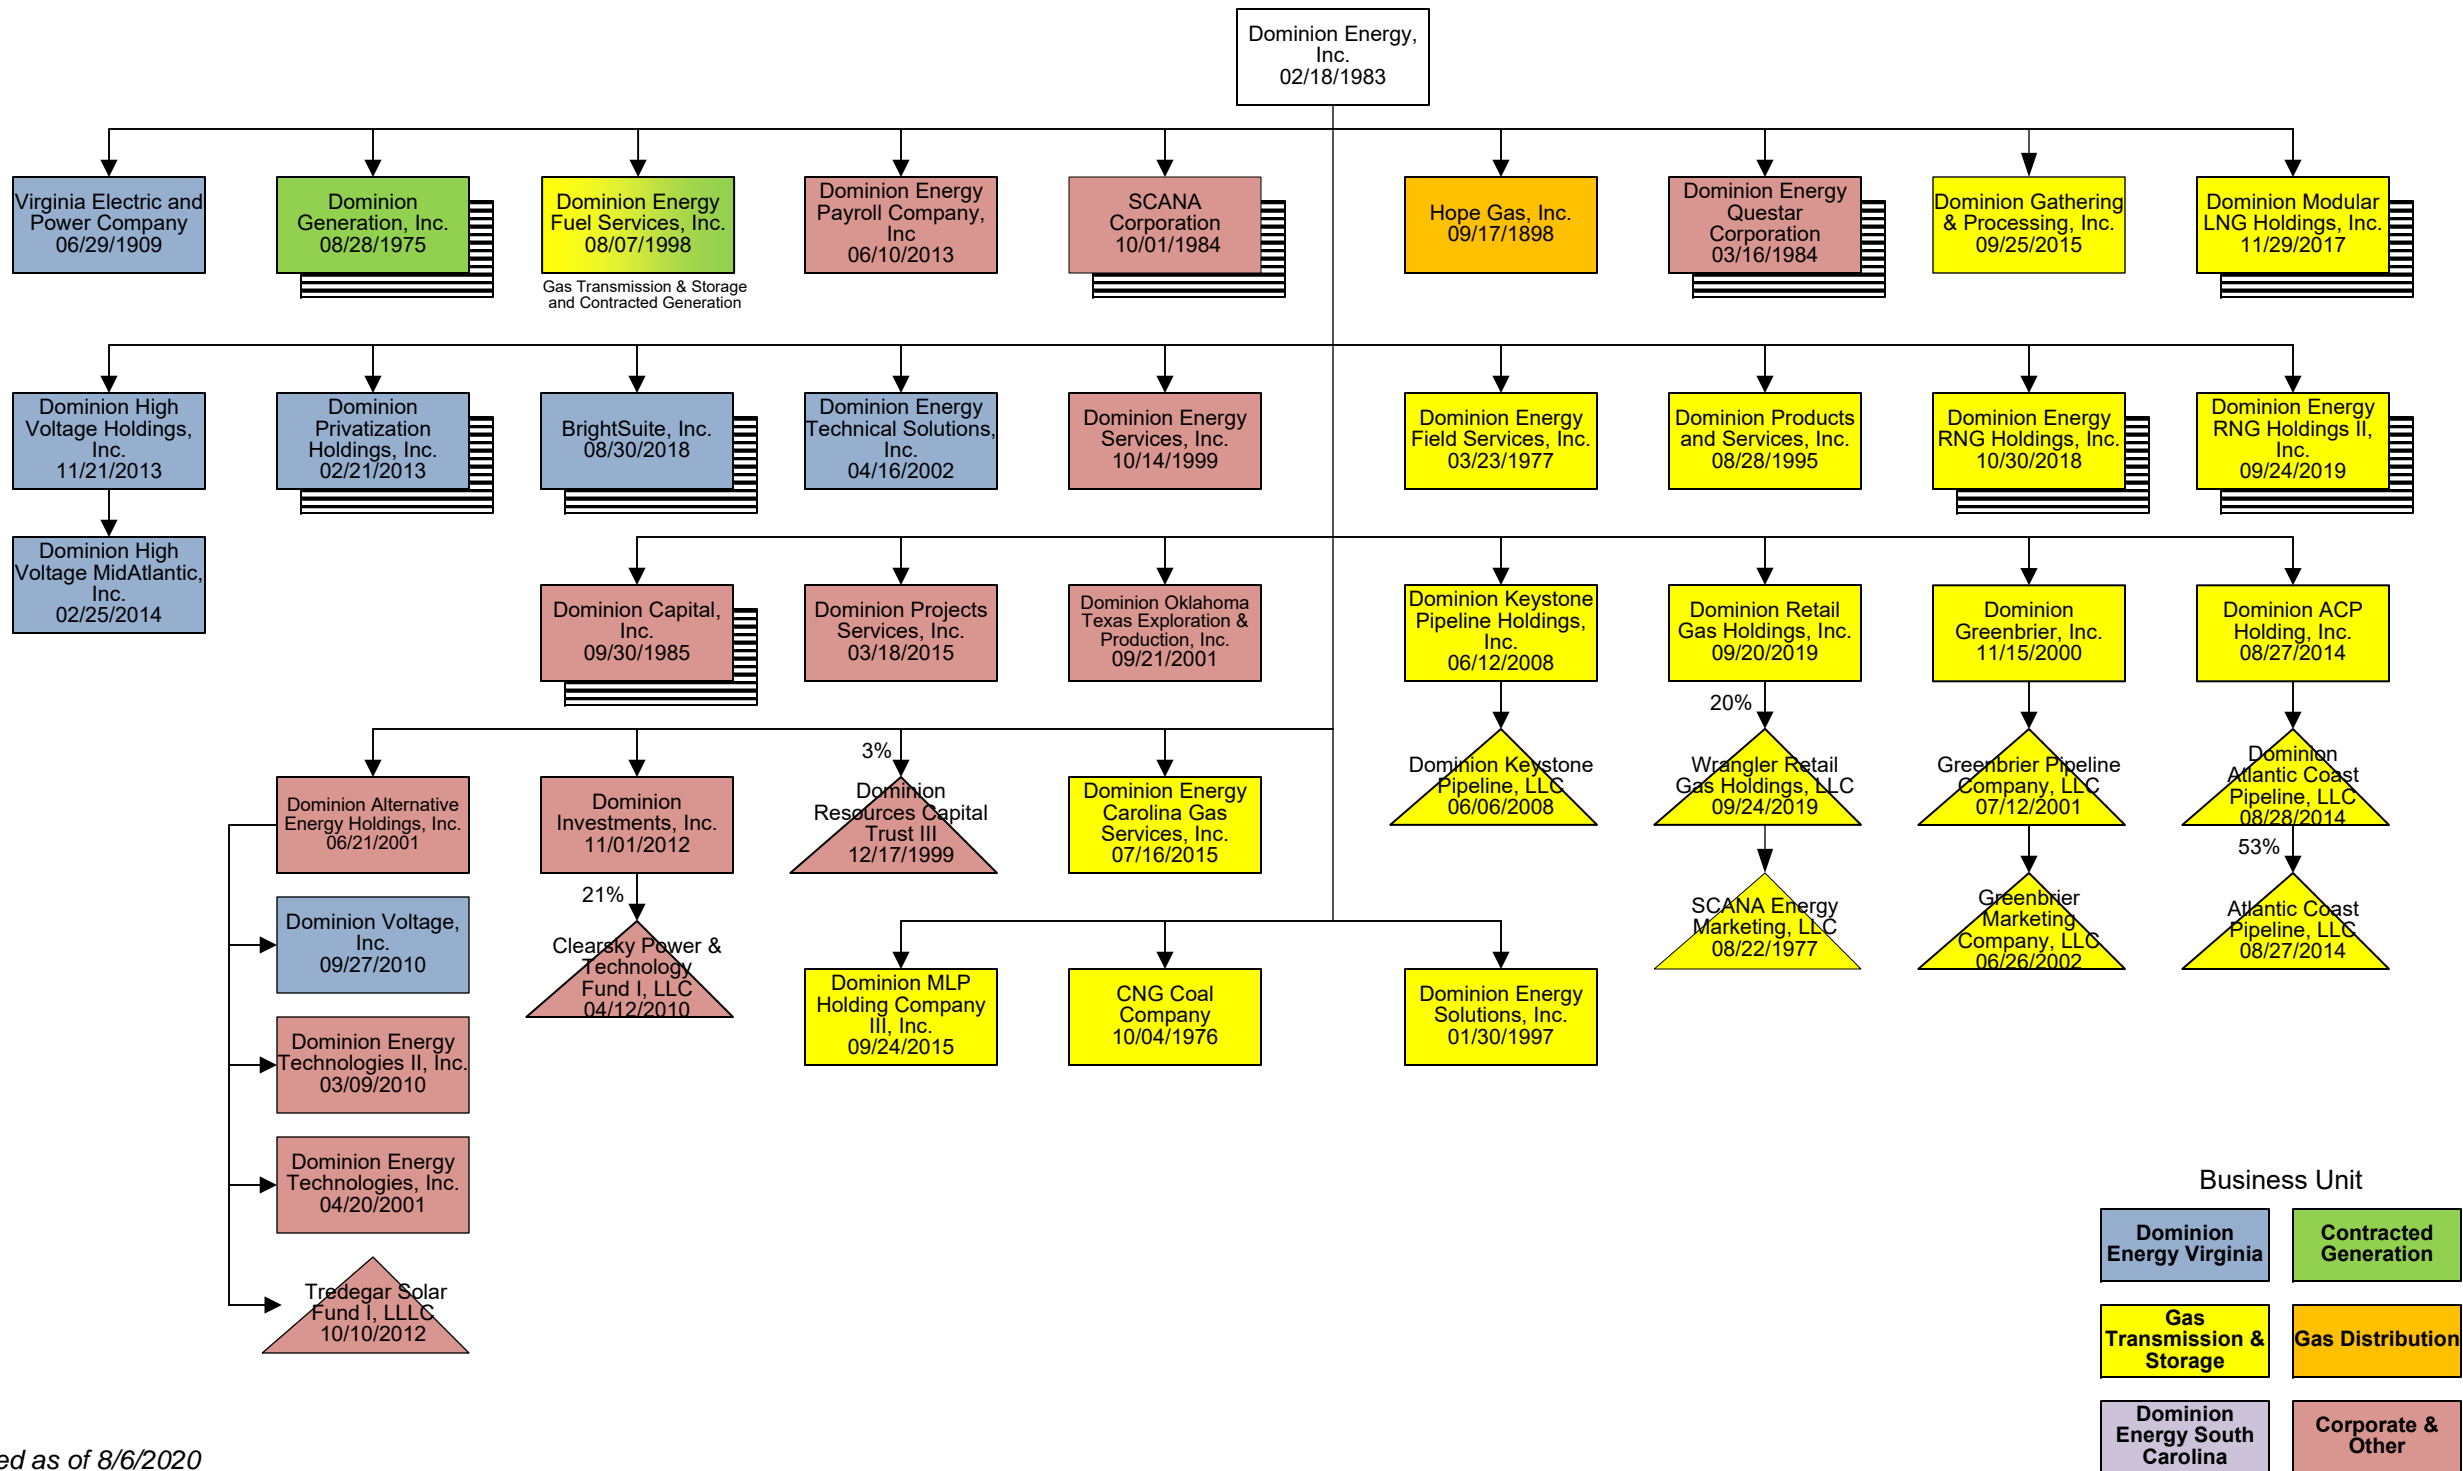 Dominion Energy,
Inc.
02/18/1983
Virginia Electric and
Power Company
06/29/1909
Dominion
Generation, Inc.
08/28/1975
Dominion Energy
Fuel Services, Inc.
08/07/1998
Gas Transmission & Storage
and Contracted Generation
Dominion Energy
Payroll Company,
Inc
06/10/2013
SCANA
Corporation
10/01/1984
Hope Gas, Inc.
09/17/1898
Dominion Energy
Questar
Corporation
03/16/1984
Dominion Gathering
& Processing, Inc.
09/25/2015
Dominion Modular
LNG Holdings, Inc.
11/29/2017
Dominion High
Voltage Holdings,
Inc.
11/21/2013
Dominion
Privatization
Holdings, Inc.
02/21/2013
BrightSuite, Inc.
08/30/2018
Dominion Energy
Technical Solutions,
Inc.
04/16/2002
Dominion Energy
Services, Inc.
10/14/1999
Dominion Energy
Field Services, Inc.
03/23/1977
Dominion Products
and Services, Inc.
08/28/1995
Dominion Energy
RNG Holdings, Inc.
10/30/2018
Dominion Energy
RNG Holdings II,
Inc.
09/24/2019
Dominion High
Voltage MidAtlantic,
Inc.
02/25/2014
Dominion Capital,
Inc.
09/30/1985
Dominion Projects
Services, Inc.
03/18/2015
Dominion Oklahoma
Texas Exploration &
Production, Inc.
09/21/2001
Dominion Keystone
Pipeline Holdings,
Inc.
06/12/2008
Dominion Retail
Gas Holdings, Inc.
09/20/2019
Dominion
Greenbrier, Inc.
11/15/2000
Dominion ACP
Holding, Inc.
08/27/2014
20%
3%
Dominion Alternative
Energy Holdings, Inc.
06/21/2001
Dominion
Investments, Inc.
11/01/2012
Dominion
Resources Capital
Trust III
12/17/1999
Dominion Energy
Carolina Gas
Services, Inc.
07/16/2015
Dominion Keystone
Pipeline, LLC
06/06/2008
Wrangler Retail
Gas Holdings, LLC
09/24/2019
Greenbrier Pipeline
Company, LLC
07/12/2001
Dominion
Atlantic Coast
Pipeline, LLC
08/28/2014
21%
53%
Dominion Voltage,
Inc.
09/27/2010
Clearsky Power &
Technology
Fund I, LLC
04/12/2010
SCANA Energy
Marketing, LLC
08/22/1977
Greenbrier
Marketing
Company, LLC
06/26/2002
Atlantic Coast
Pipeline, LLC
08/27/2014
Dominion MLP
Holding Company
III, Inc.
09/24/2015
CNG Coal
Company
10/04/1976
Dominion Energy
Solutions, Inc.
01/30/1997
Dominion Energy
Technologies II, Inc.
03/09/2010
Dominion Energy
Technologies, Inc.
04/20/2001
Tredegar Solar
Fund I, LLLC
10/10/2012
Business Unit
Dominion
Energy Virginia
Contracted
Generation
Gas
Transmission &
Storage
Gas Distribution
Dominion
Energy South
Carolina
Corporate &
Other
ed as of 8/6/2020